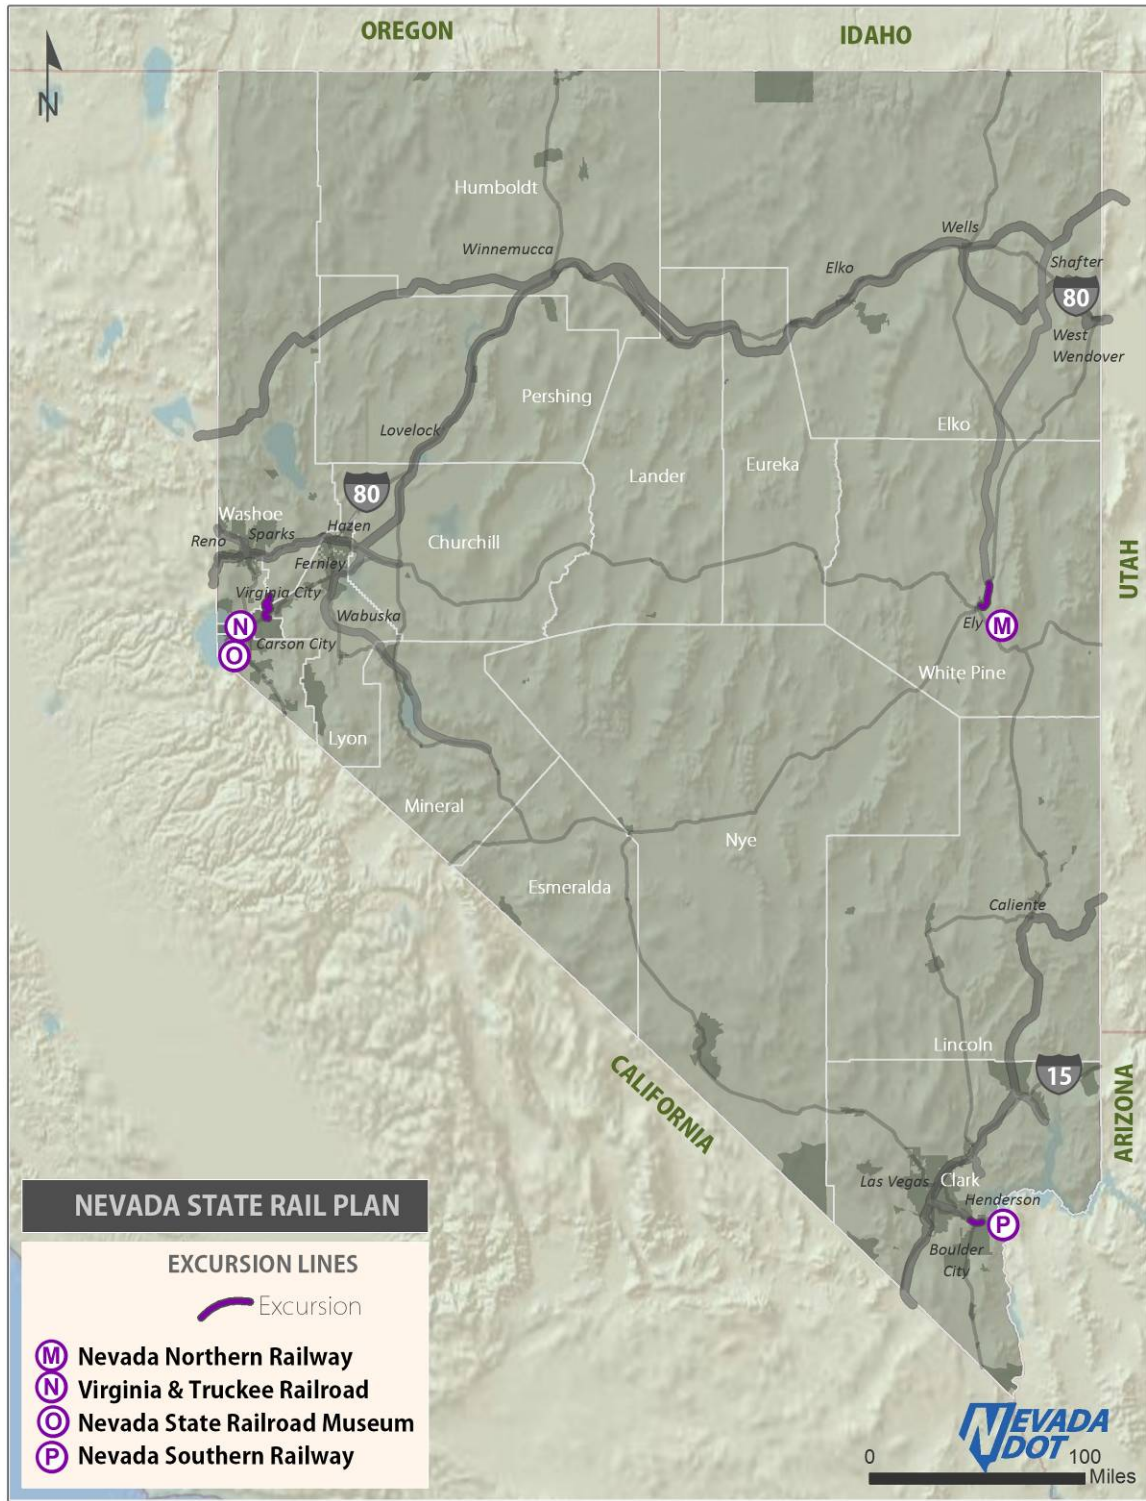 OREGON
IDAHO
N
Humboldt
Winnemucca
Wells
Elko
Shafter
80
West
Wendover
Pershing
Lovelock
Elko
Lander
Eureka
80
Washoe
Reno
Sparks
Hazen
Churchill
Fernley
UTAH
Virginia City
Wabuska
N
Carson City
O
Ely
M
White Pine
Lyon
Mineral
Nye
Esmeralda
Caliente
Lincoln
CALIFORNIA
15
ARIZONA
Las Vegas
Clark
Henderson
P
Boulder
City
NEVADA STATE RAIL PLAN
EXCURSION LINES
Excursion
M Nevada Northern Railway
N Virginia & Truckee Railroad
O Nevada State Railroad Museum
P Nevada Southern Railway
NEVADA
DOT
0 100
Miles